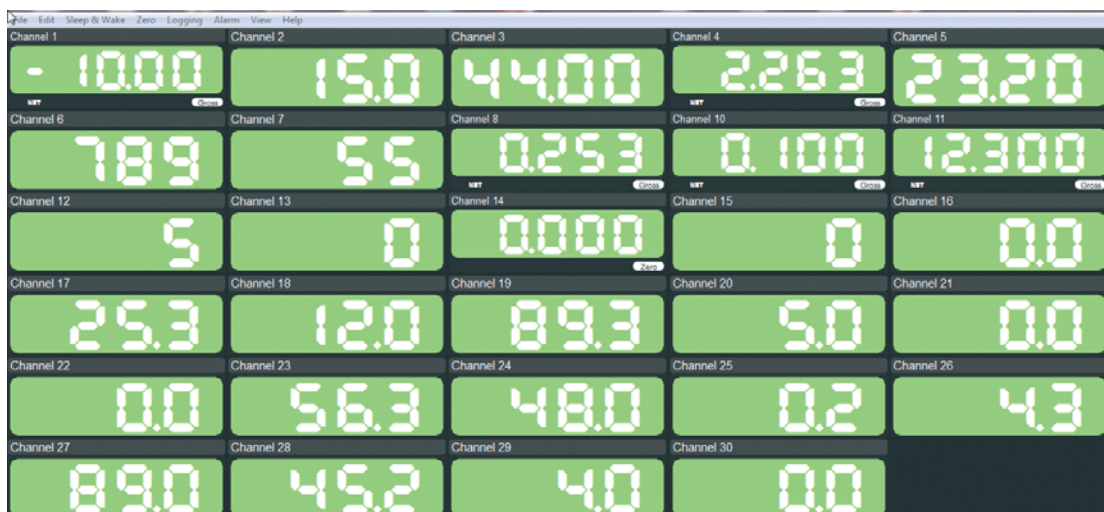 File Edit Sleep & Wake Zero Logging Alarm View Help
Channel 1 Channel 2 Channel 3 Channel 4 Channel 5
- 10.00 15.0 44.00 2.263 23.20
NET Gross NET Gross
Channel 6 Channel 7 Channel 8 Channel 10 Channel 11
789 55 0.253 0.100 12.300
NET Gross NET Gross NET Gross
Channel 12 Channel 13 Channel 14 Channel 15 Channel 16
5 0 0.000 0 0.0
Zero
Channel 17 Channel 18 Channel 19 Channel 20 Channel 21
25.3 12.0 89.3 5.0 0.0
Channel 22 Channel 23 Channel 24 Channel 25 Channel 26
0.0 56.3 48.0 0.2 4.3
Channel 27 Channel 28 Channel 29 Channel 30
89.0 45.2 4.0 0.0